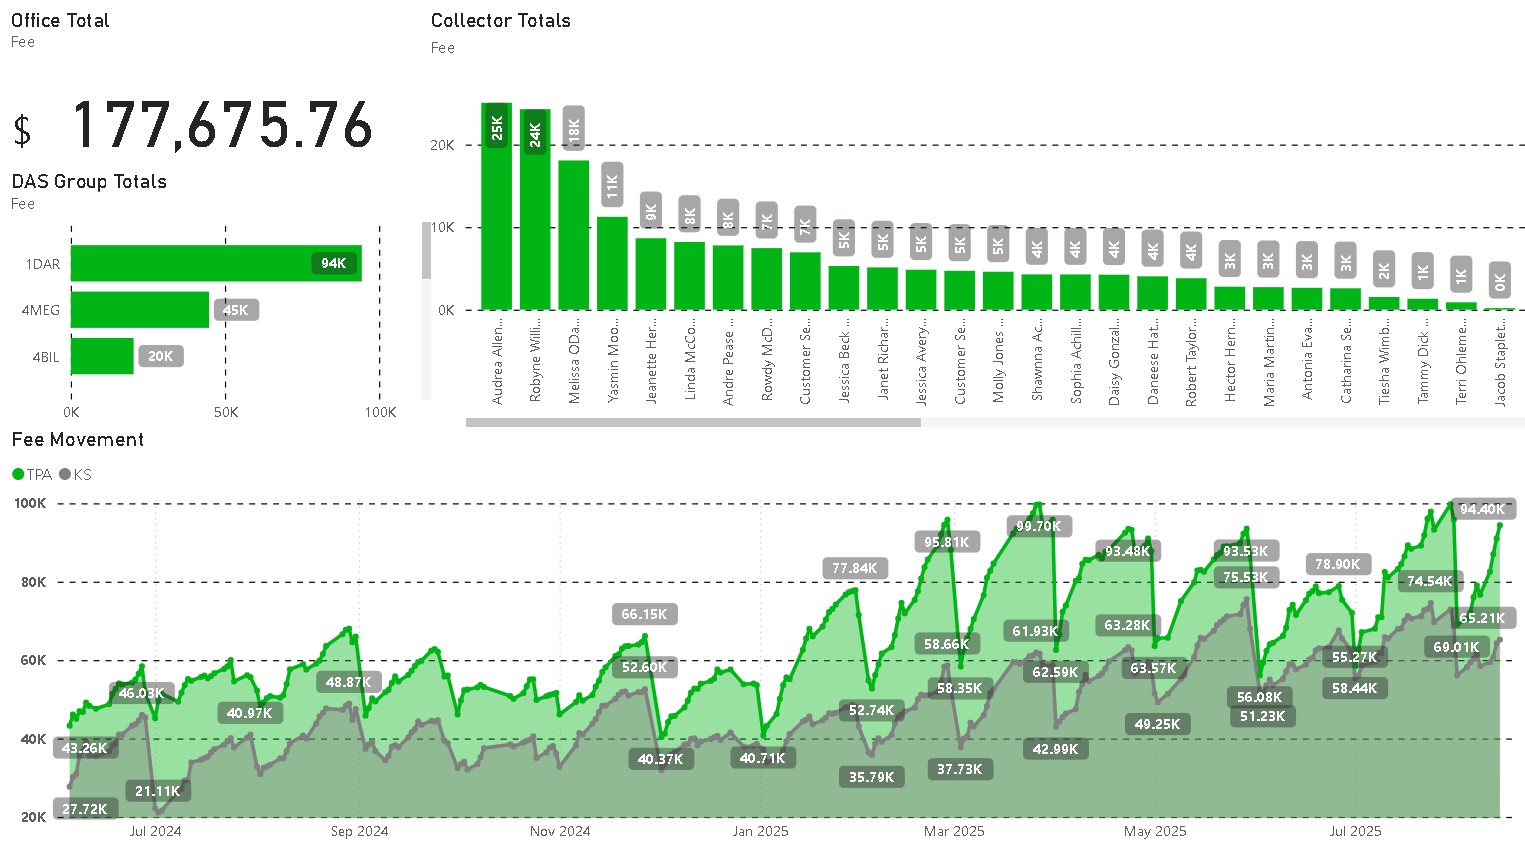 Office Total
Fee
$ 177,675.76
DAS Group Totals
Fee
1DAR
94K
4MEG
45K
4BIL
20K
0K 50K 100K
Collector Totals
Fee
20K
10K
0K
25K 24K 18K 11K 9K 8K 8K 7K 7K 5K 5K 5K 5K 5K 4K 4K 4K 4K 4K 3K 3K 3K 3K 2K 1K 1K 0K
Audrea Allen...
Robyne Willi...
Melissa ODa...
Yasmin Moo...
Jeanette Her...
Linda McCo...
Andre Pease ...
Rowdy McD...
Customer Se...
Jessica Beck ...
Janet Richar...
Jessica Avery...
Customer Se...
Molly Jones ...
Shawnna Ac...
Sophia Achill...
Daisy Gonzal...
Daneese Hat...
Robert Taylor...
Hector Hern...
Maria Martin...
Antonia Eva...
Catharina Se...
Tiesha Wimb...
Tammy Dick ...
Terri Ohleme...
Jacob Staplet...
Fee Movement
TPA KS
100K
80K
60K
40K
20K
43.26K
27.72K
46.03K
21.11K
40.97K
48.87K
66.15K
52.60K
40.37K
40.71K
77.84K
52.74K
35.79K
95.81K
58.66K
58.35K
37.73K
99.70K
61.93K
62.59K
42.99K
93.48K
63.28K
63.57K
49.25K
93.53K
75.53K
56.08K
51.23K
78.90K
55.27K
58.44K
74.54K
94.40K
65.21K
69.01K
Jul 2024 Sep 2024 Nov 2024 Jan 2025 Mar 2025 May 2025 Jul 2025